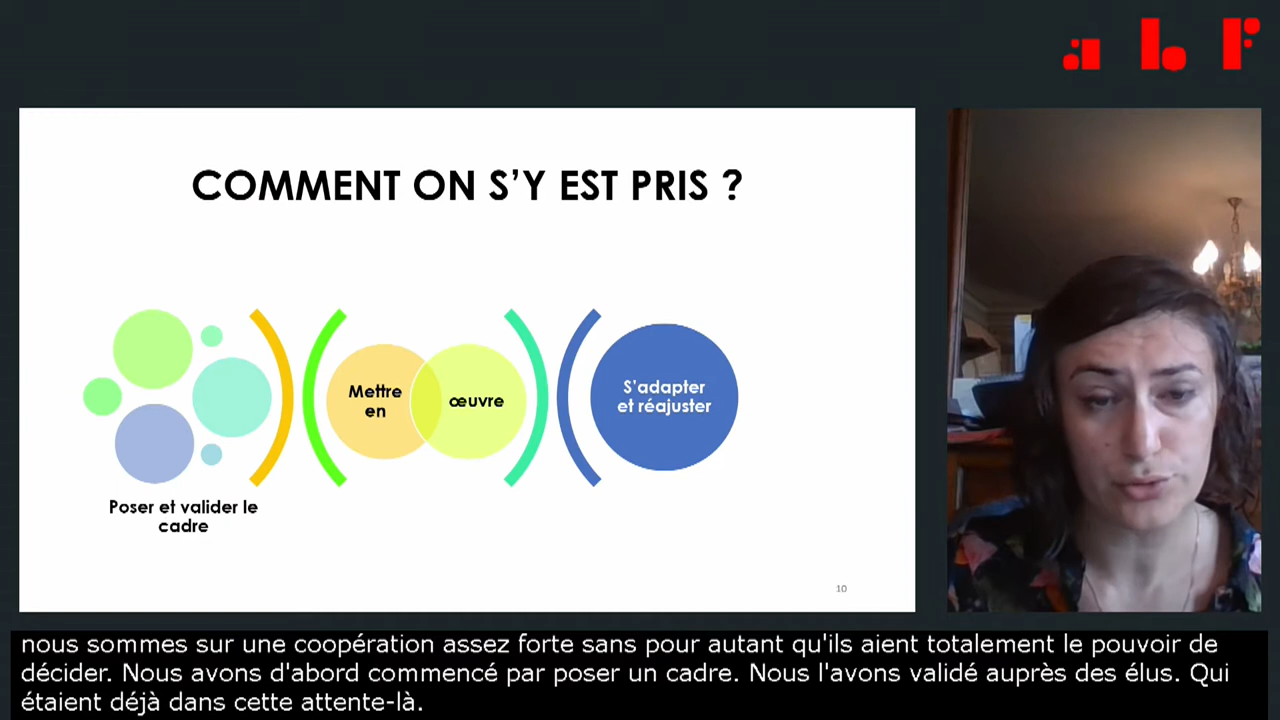 abf
COMMENT ON S'Y EST PRIS ?
Mettre
en
œuvre
S'adapter
et réajuster
Poser et valider le
cadre
10
nous sommes sur une coopération assez forte sans pour autant qu'ils aient totalement le pouvoir de
décider. Nous avons d'abord commencé par poser un cadre. Nous l'avons validé auprès des élus. Qui
étaient déjà dans cette attente-là.